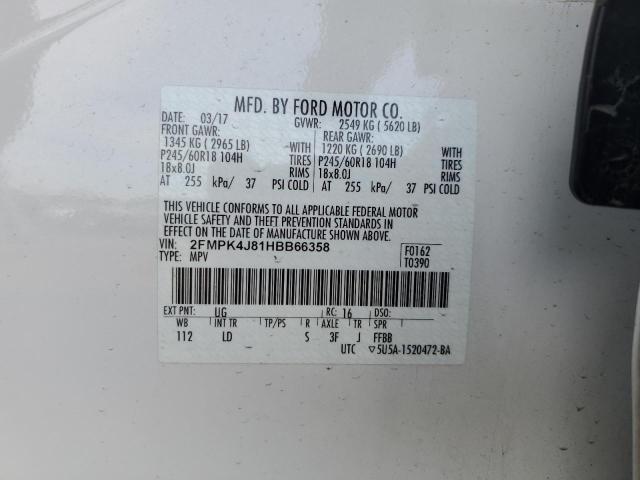 MFD. BY FORD MOTOR CO.
DATE: 03/17 GVWR: 2549 KG ( 5620 LB)
FRONT GAWR: REAR GAWR:
1345 KG ( 2965 LB) WITH 1220 KG ( 2690 LB) WITH
P245/60R18 104H TIRES P245/60R18 104H TIRES
18x8.0J RIMS 18x8.0J RIMS
AT 255 kPa/ 37 PSI COLD AT 255 kPa/ 37 PSI COLD
THIS VEHICLE CONFORMS TO ALL APPLICABLE FEDERAL MOTOR
VEHICLE SAFETY AND THEFT PREVENTION STANDARDS IN
EFFECT ON THE DATE OF MANUFACTURE SHOWN ABOVE.
VIN: 2FMPK4J81HBB66358 F0162
TYPE: MPV T0390
EXT PNT: UG RC: 16 DSO:
WB INT TR TP/PS R AXLE TR SPR
112 LD S 3F J FFBB
UTC ▽5U5A-1520472-BA